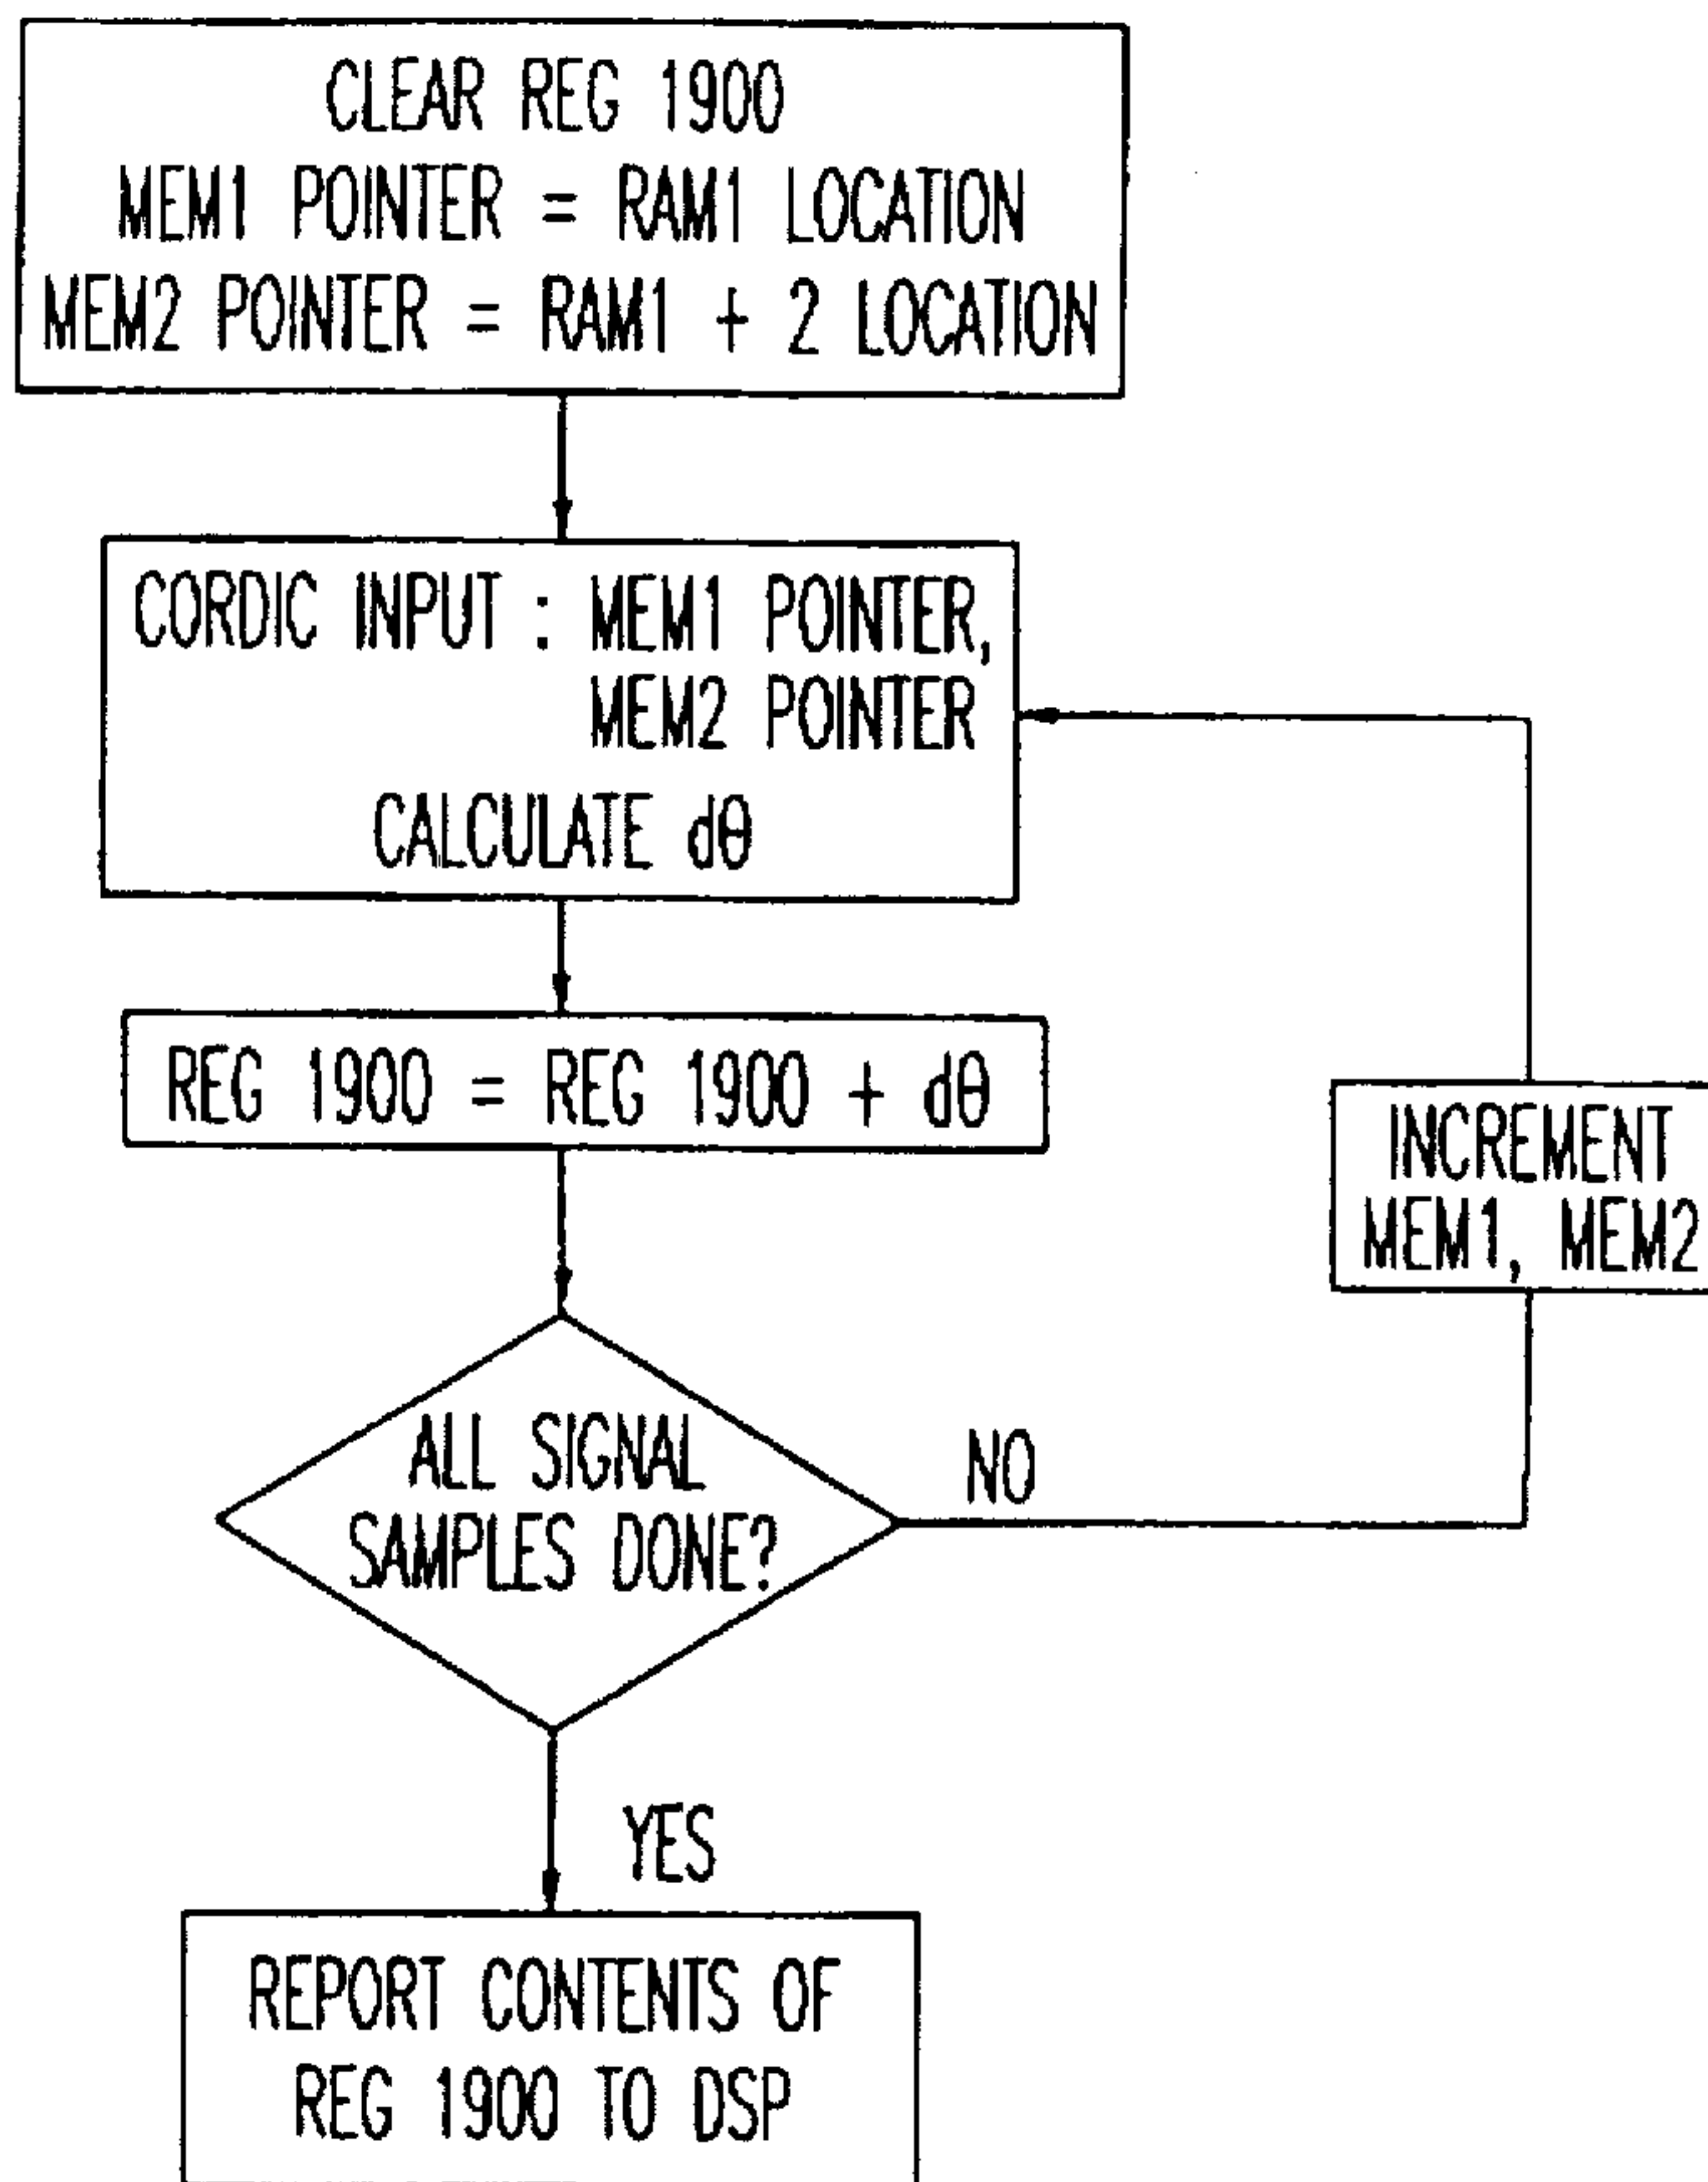 CLEAR REG 1900
MEM1 POINTER = RAM1 LOCATION
MEM2 POINTER = RAM1 + 2 LOCATION
CORDIC INPUT : MEM1 POINTER,
MEM2 POINTER
CALCULATE dθ
REG 1900 = REG 1900 + dθ
INCREMENT
MEM1, MEM2
ALL SIGNAL
SAMPLES DONE?
NO
YES
REPORT CONTENTS OF
REG 1900 TO DSP